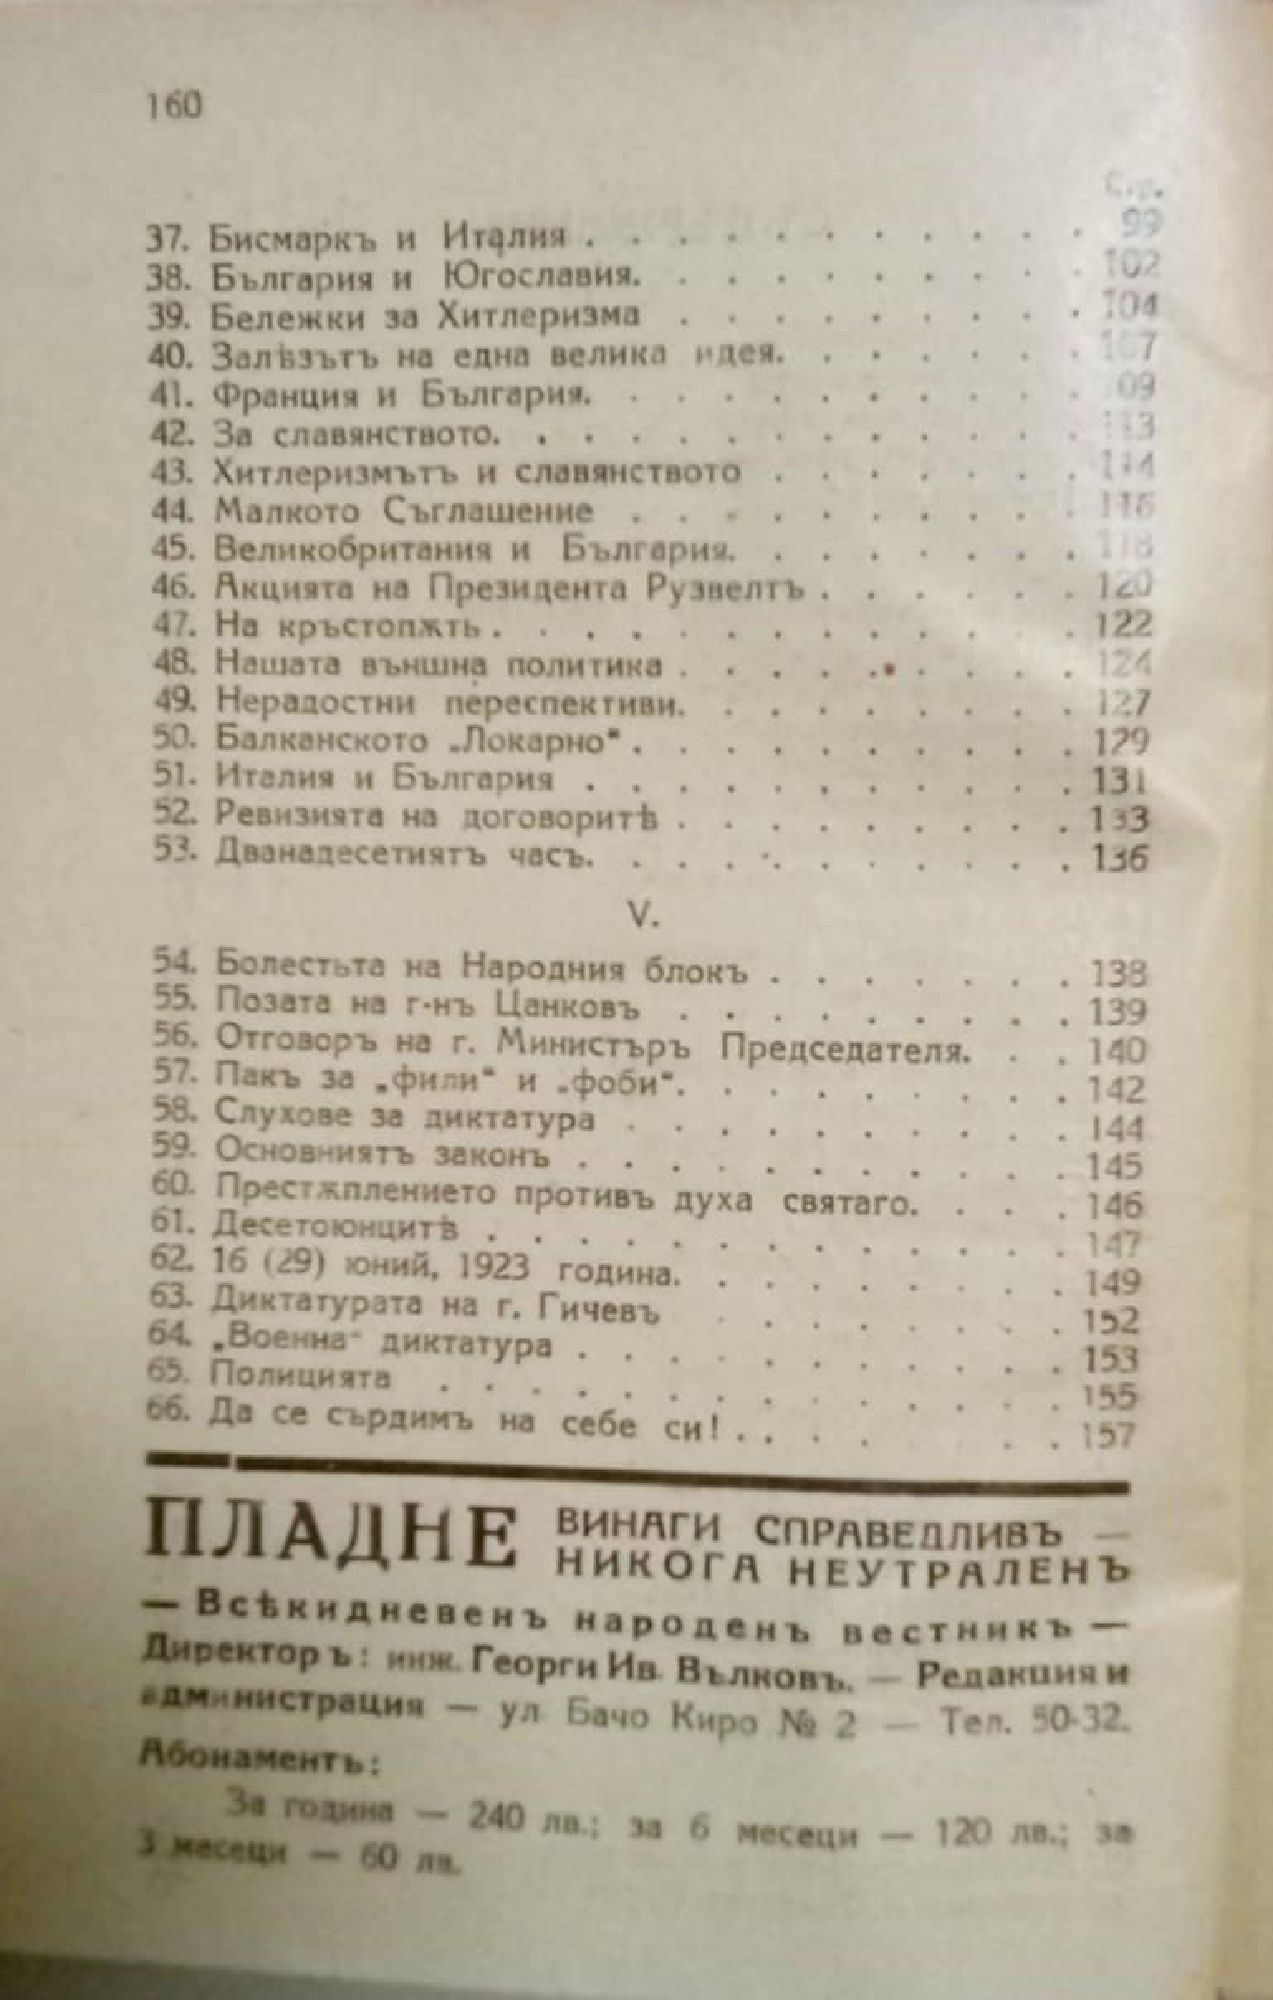 160
Стр.
37. Бисмаркъ и Италия . . . . . . . . . . . 99
38. България и Югославия. . . . . . . . . . 102
39. Бележки за Хитлеризма . . . . . . . . . 104
40. Залѣзътъ на една велика идея. . . . . . . 107
41. Франция и България. . . . . . . . . . . 109
42. За славянството. . . . . . . . . . . . . 113
43. Хитлеризмътъ и славянството . . . . . . . 114
44. Малкото Съглашение . . . . . . . . . . 116
45. Великобритания и България. . . . . . . . 118
46. Акцията на Президента Рузвелтъ . . . . . . 120
47. На кръстопѫть . . . . . . . . . . . . . 122
48. Нашата външна политика . . . . . . . . . 124
49. Нерадостни переспективи. . . . . . . . . 127
50. Балканското „Локарно“ . . . . . . . . . . 129
51. Италия и България . . . . . . . . . . . 131
52. Ревизията на договоритѣ . . . . . . . . . 133
53. Дванадесетиятъ часъ. . . . . . . . . . . 136
V.
54. Болестьта на Народния блокъ . . . . . . . 138
55. Позата на г-нъ Цанковъ . . . . . . . . . 139
56. Отговоръ на г. Министъръ Председателя. . . 140
57. Пакъ за „фили“ и „фоби“. . . . . . . . . 142
58. Слухове за диктатура . . . . . . . . . . 144
59. Основниятъ законъ . . . . . . . . . . . 145
60. Престѫплението противъ духа святаго. . . . 146
61. Десетоюнцитѣ . . . . . . . . . . . . . 147
62. 16 (29) юний, 1923 година. . . . . . . . . 149
63. Диктатурата на г. Гичевъ . . . . . . . . 152
64. „Военна“ диктатура . . . . . . . . . . . 153
65. Полицията . . . . . . . . . . . . . . 155
66. Да се сърдимъ на себе си! . . . . . . 157
ПЛАДНЕ ВИНАГИ СПРАВЕДЛИВЪ —
НИКОГА НЕУТРАЛЕНЪ
— Всѣкидневенъ народенъ вестникъ —
Директоръ: инж. Георги Ив. Вълковъ. — Редакция и
администрация — ул Бачо Киро № 2 — Тел. 50-32.
Абонаментъ:
За година — 240 лв.; за 6 месеци — 120 лв.; за
3 месеци — 60 лв.